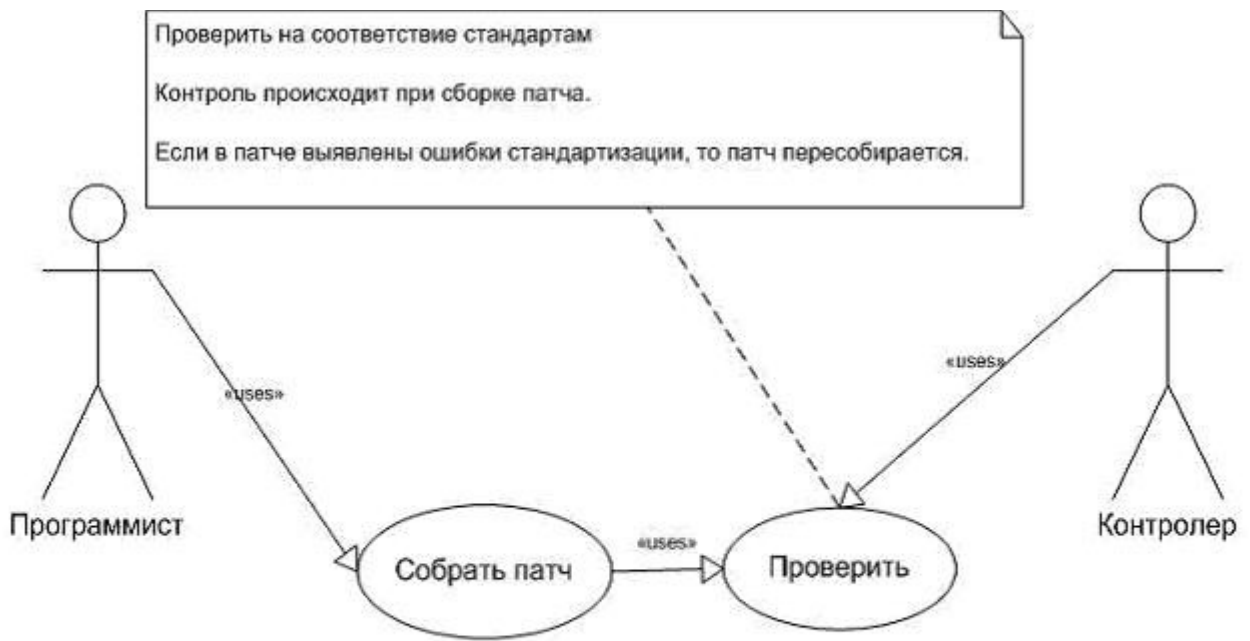 Проверить на соответствие стандартам
Контроль происходит при сборке патча.
Если в патче выявлены ошибки стандартизации, то патч пересобирается.
«uses»
«uses»
Программист
Контролер
«uses»
Собрать патч
Проверить